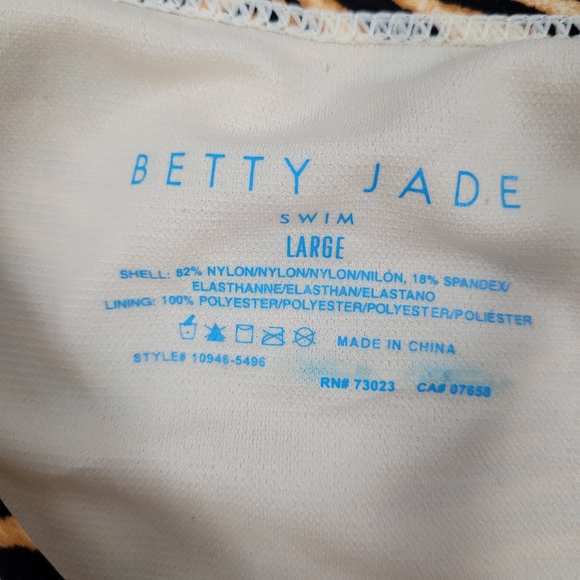 BETTY JADE
SWIM
LARGE
SHELL: 82% NYLON/NYLON/NYLON/NILÓN, 18% SPANDEX/
ELASTHANNE/ELASTHAN/ELASTANO
LINING: 100% POLYESTER/POLYESTER/POLYESTER/POLIÉSTER
MADE IN CHINA
STYLE# 10946-5496
RN# 73023 CA# 07658